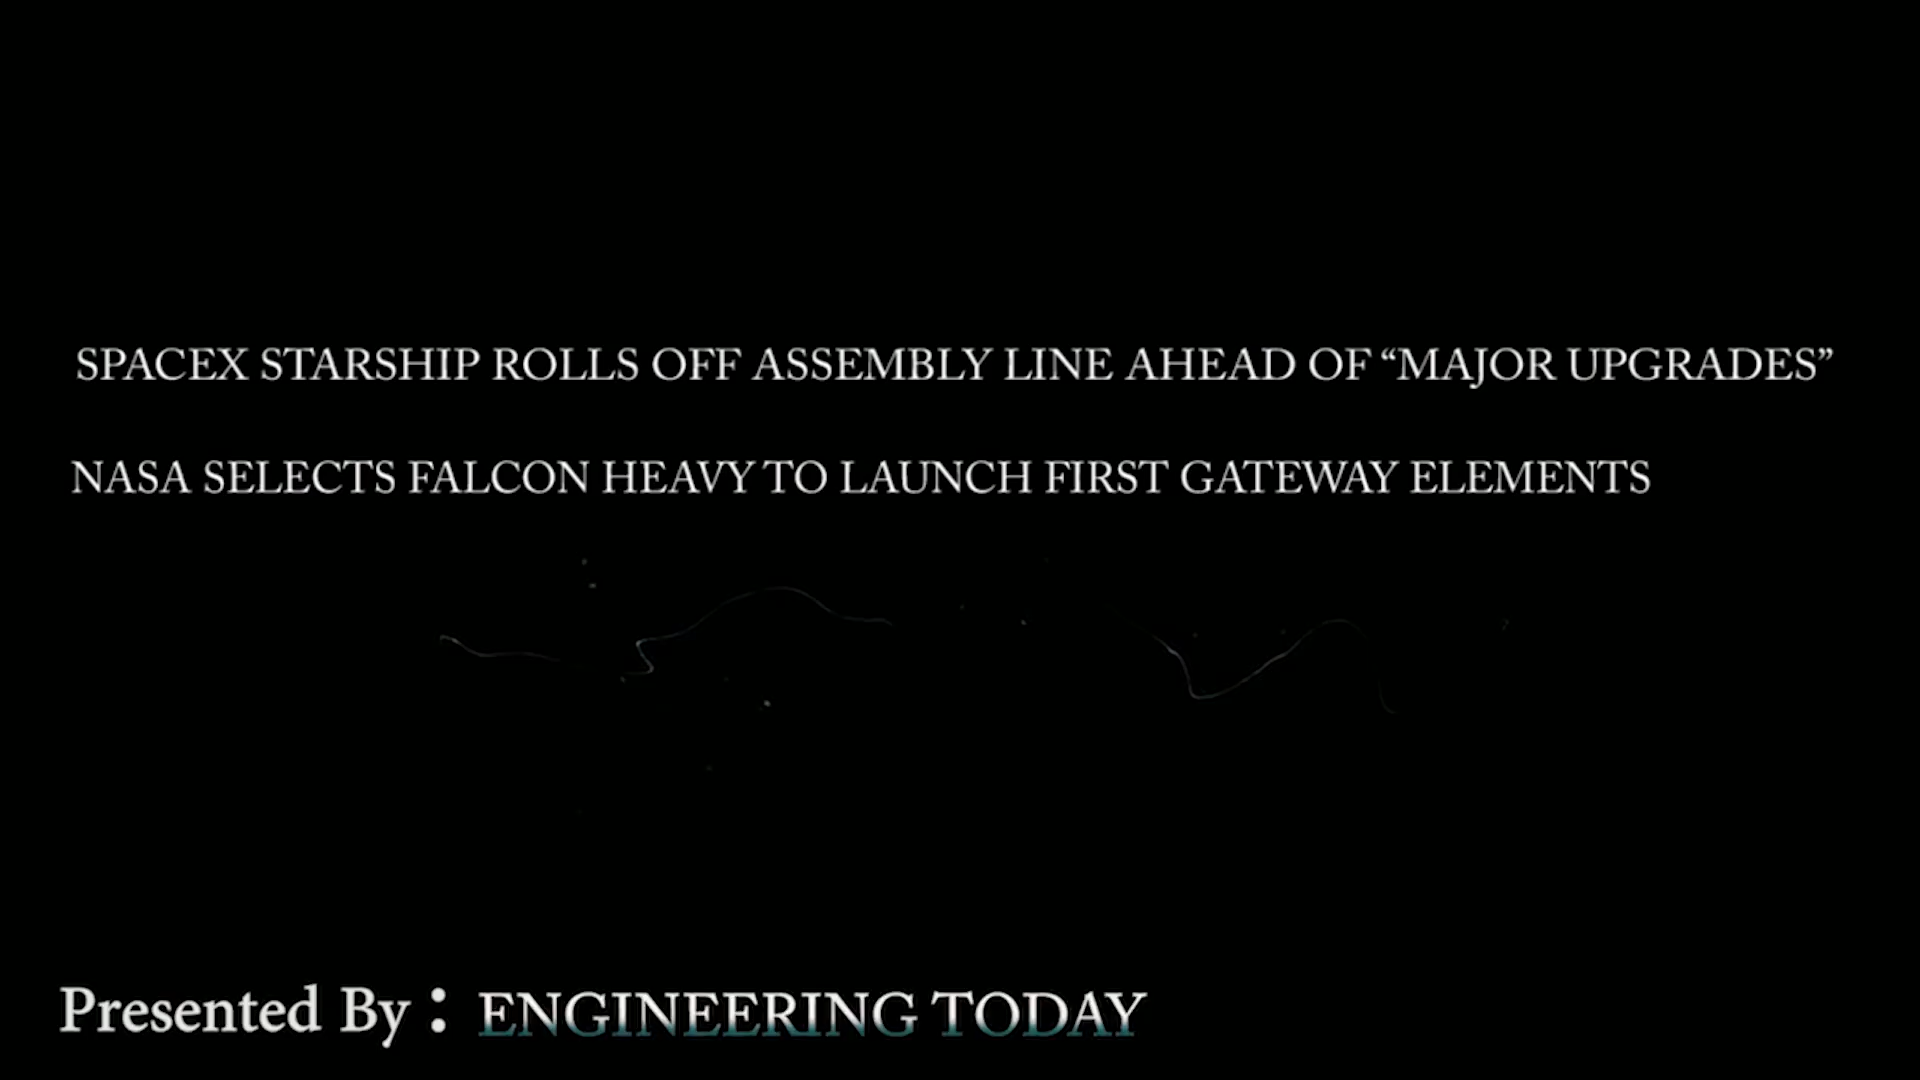 SPACEX STARSHIP ROLLS OFF ASSEMBLY LINE AHEAD OF “MAJOR UPGRADES”
NASA SELECTS FALCON HEAVY TO LAUNCH FIRST GATEWAY ELEMENTS
Presented By : ENGINEERING TODAY